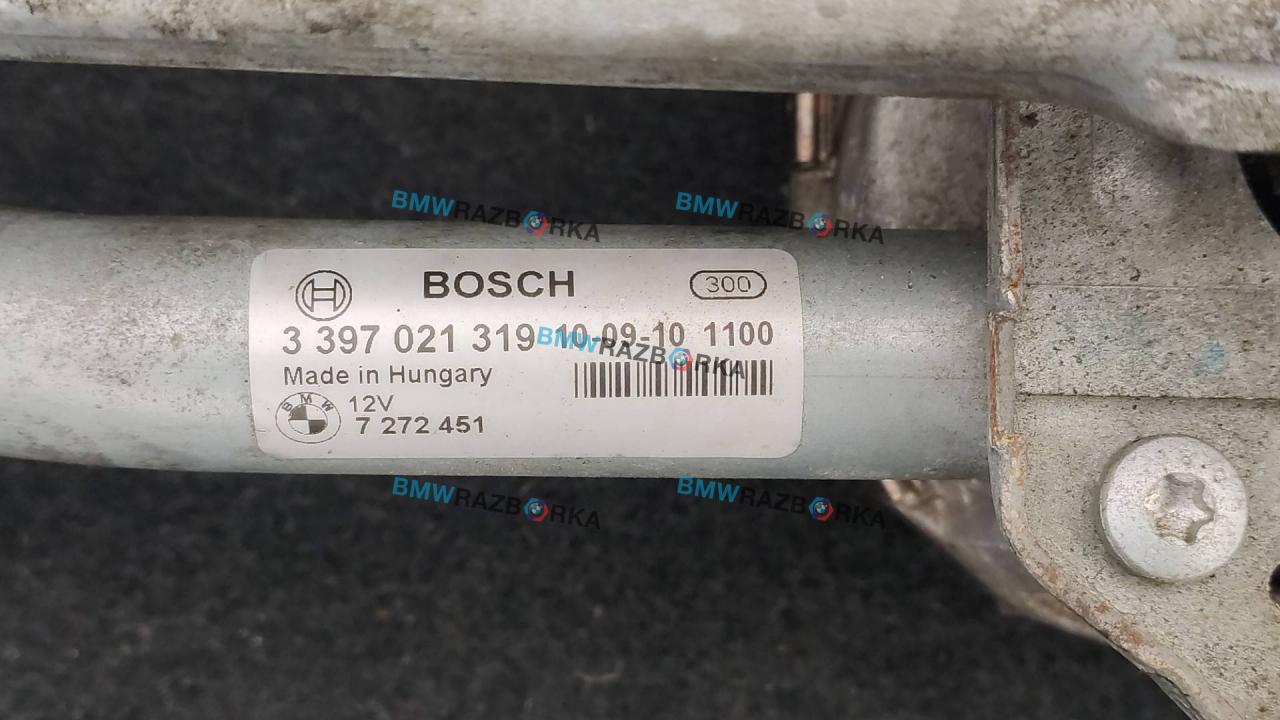 BMWRAZBORKA BMWRAZBORKA
BOSCH 300
3 397 021 319 10-09-10 1100
BMWRAZBORKA
Made in Hungary
BMW 12V
7 272 451
BMWRAZBORKA BMWRAZBORKA